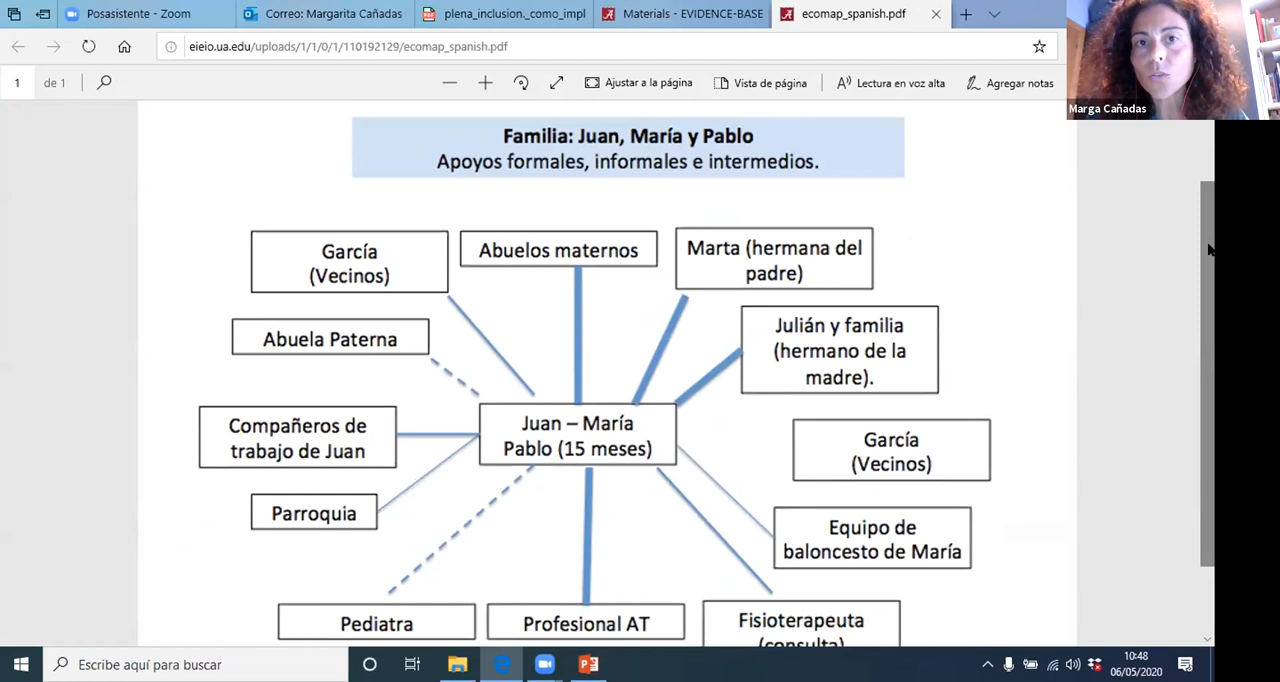 Posasistente - Zoom
Correo: Margarita Cañadas
plena_inclusion._como_impl
Materials - EVIDENCE-BASE
ecomap_spanish.pdf
eieio.ua.edu/uploads/1/1/0/1/110192129/ecomap_spanish.pdf
1 de 1
Ajustar a la página
Vista de página
Lectura en voz alta
Agregar notas
Marga Cañadas
Familia: Juan, María y Pablo
Apoyos formales, informales e intermedios.
García
(Vecinos)
Abuelos maternos
Marta (hermana del
padre)
Abuela Paterna
Julián y familia
(hermano de la
madre).
Compañeros de
trabajo de Juan
Juan – María
Pablo (15 meses)
García
(Vecinos)
Parroquia
Equipo de
baloncesto de María
Pediatra
Profesional AT
Fisioterapeuta
(consulta)
Escribe aquí para buscar
10:48
06/05/2020